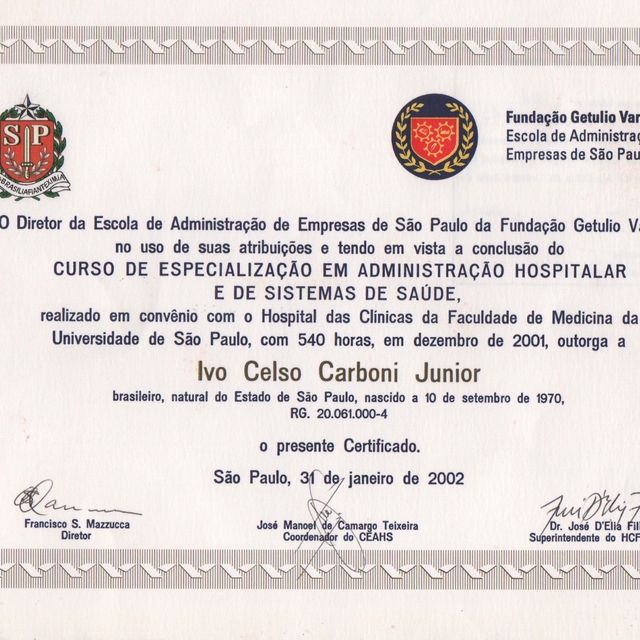 SP
BRASILIA FIANT EXIMIA
Fundação Getulio Var
Escola de Administraç
Empresas de São Pau
O Diretor da Escola de Administração de Empresas de São Paulo da Fundação Getulio V
no uso de suas atribuições e tendo em vista a conclusão do
CURSO DE ESPECIALIZAÇÃO EM ADMINISTRAÇÃO HOSPITALAR
E DE SISTEMAS DE SAÚDE,
realizado em convênio com o Hospital das Clínicas da Faculdade de Medicina da
Universidade de São Paulo, com 540 horas, em dezembro de 2001, outorga a
Ivo Celso Carboni Junior
brasileiro, natural do Estado de São Paulo, nascido a 10 de setembro de 1970,
RG. 20.061.000-4
o presente Certificado.
São Paulo, 31 de janeiro de 2002
Francisco S. Mazzucca
Diretor
José Manoel de Camargo Teixeira
Coordenador do CEAHS
Dr. José D'Elia Fil
Superintendente do HCF